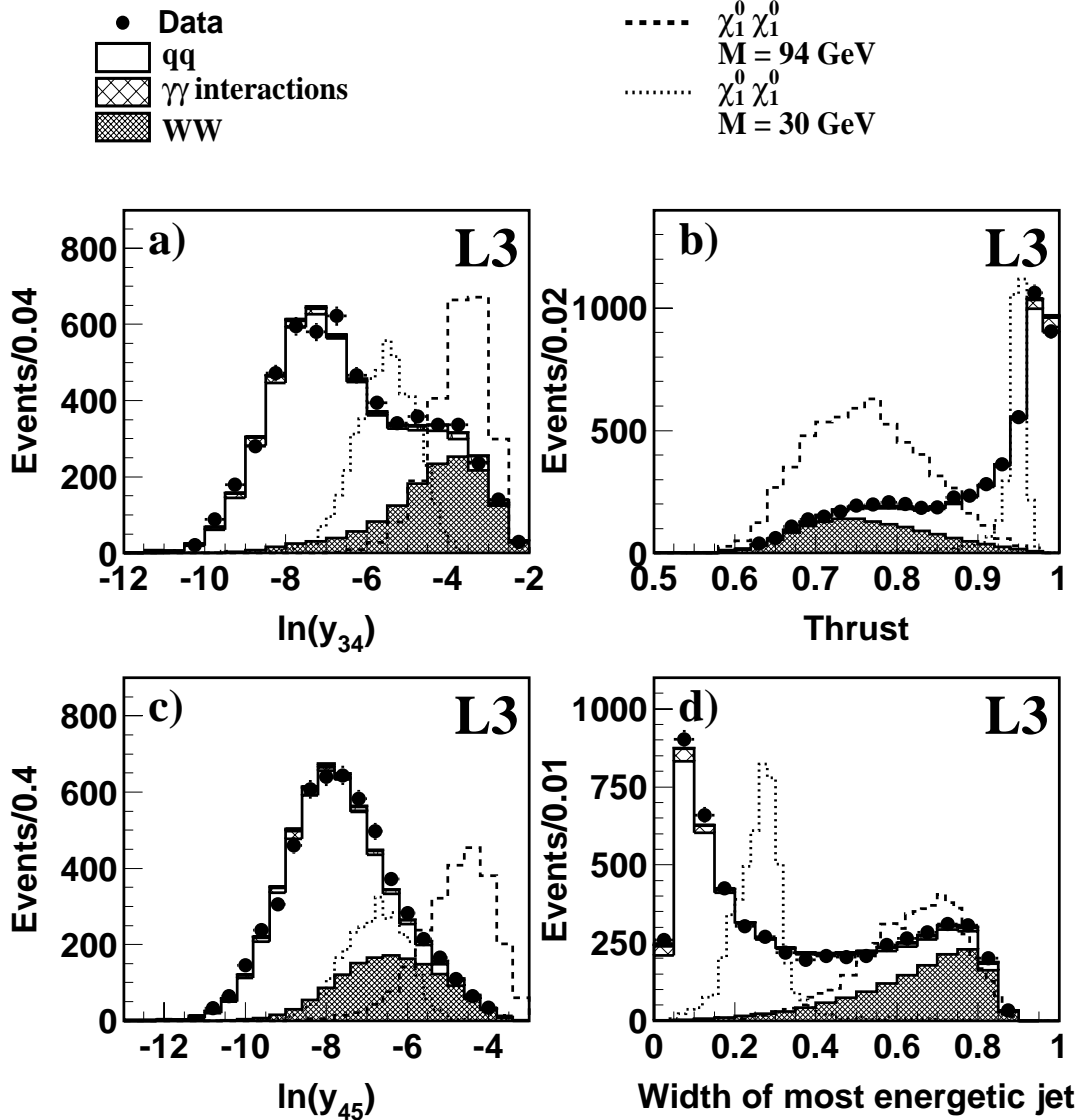 Data
qq
γγ interactions
WW
χ⁰₁ χ⁰₁
M = 94 GeV
χ⁰₁ χ⁰₁
M = 30 GeV
a) L3
Events/0.04
800
600
400
200
0
-12 -10 -8 -6 -4 -2
ln(y₃₄)
b) L3
Events/0.02
1000
500
0
0.5 0.6 0.7 0.8 0.9 1
Thrust
c) L3
Events/0.4
800
600
400
200
0
-12 -10 -8 -6 -4
ln(y₄₅)
d) L3
Events/0.01
1000
750
500
250
0
0 0.2 0.4 0.6 0.8 1
Width of most energetic jet